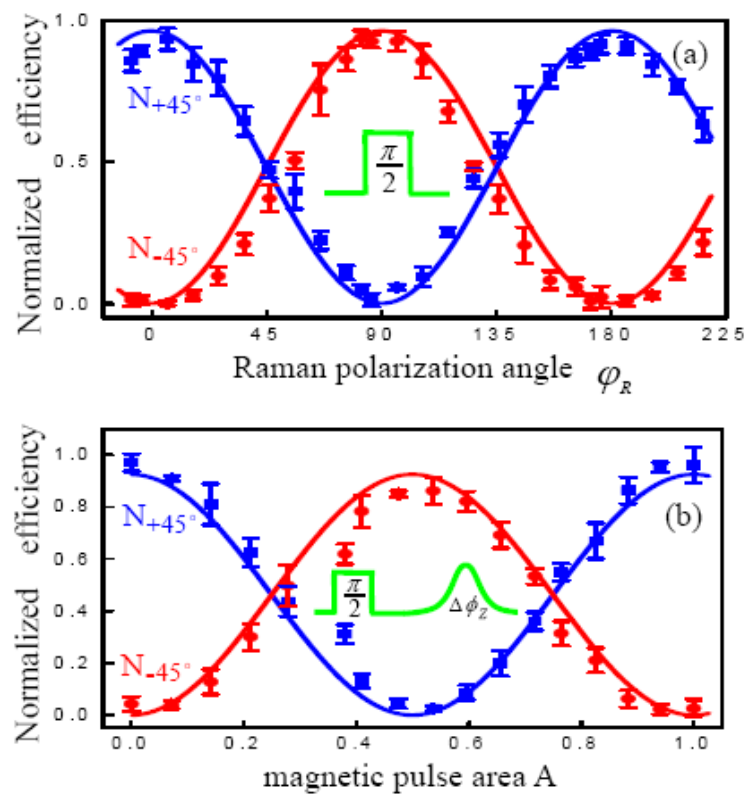 1.0
(a)
N+45°
π/2
0.5
N-45°
0.0
Normalized efficiency
0 45 90 135 180 225
Raman polarization angle φR
1.0
N+45°
(b)
0.8
0.6
π/2
ΔϕZ
0.4
0.2
N-45°
0.0
Normalized efficiency
0.0 0.2 0.4 0.6 0.8 1.0
magnetic pulse area A